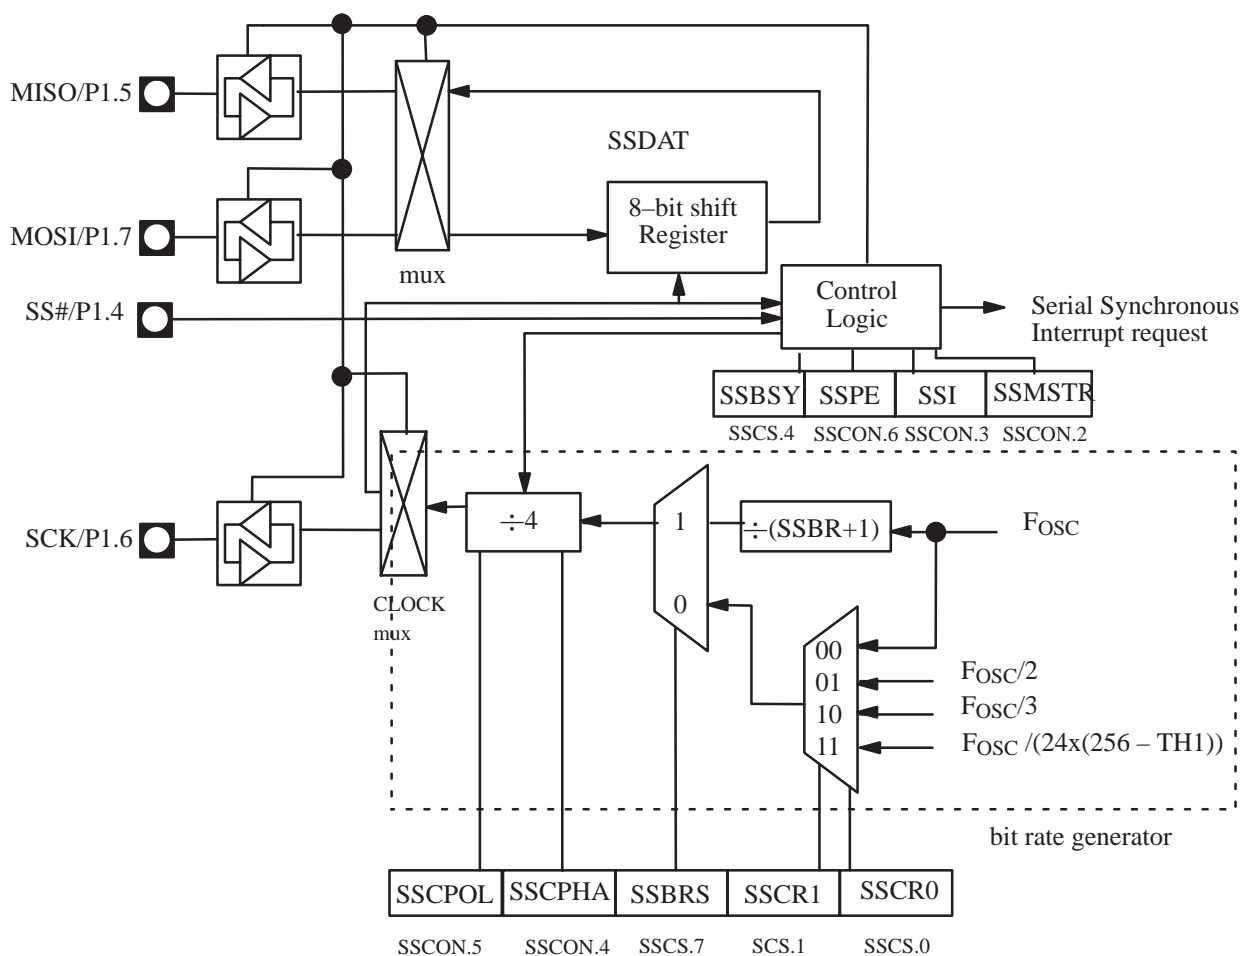 MISO/P1.5
SSDAT
8–bit shift
Register
MOSI/P1.7
mux
SS#/P1.4
Control
Logic
Serial Synchronous
Interrupt request
SSBSY SSPE SSI SSMSTR
SSCS.4 SSCON.6 SSCON.3 SSCON.2
SCK/P1.6
÷4
1
÷(SSBR+1)
FOSC
0
CLOCK
mux
00
01
10
11
FOSC/2
FOSC/3
FOSC /(24x(256 – TH1))
bit rate generator
SSCPOL SSCPHA SSBRS SSCR1 SSCR0
SSCON.5 SSCON.4 SSCS.7 SCS.1 SSCS.0